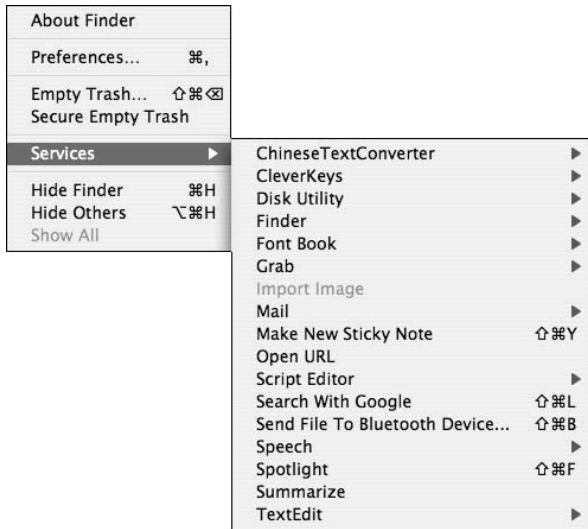 About Finder
Preferences... ⌘,
Empty Trash... ⇧⌘⌫
Secure Empty Trash
Services ▶
Hide Finder ⌘H
Hide Others ⌥⌘H
Show All
ChineseTextConverter ▶
CleverKeys ▶
Disk Utility ▶
Finder ▶
Font Book ▶
Grab ▶
Import Image
Mail ▶
Make New Sticky Note ⇧⌘Y
Open URL
Script Editor ▶
Search With Google ⇧⌘L
Send File To Bluetooth Device... ⇧⌘B
Speech ▶
Spotlight ⇧⌘F
Summarize
TextEdit ▶